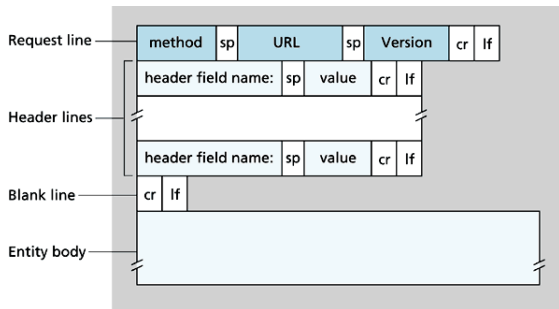 Request line method sp URL sp Version cr lf
header field name: sp value cr lf
Header lines
header field name: sp value cr lf
Blank line cr lf
Entity body